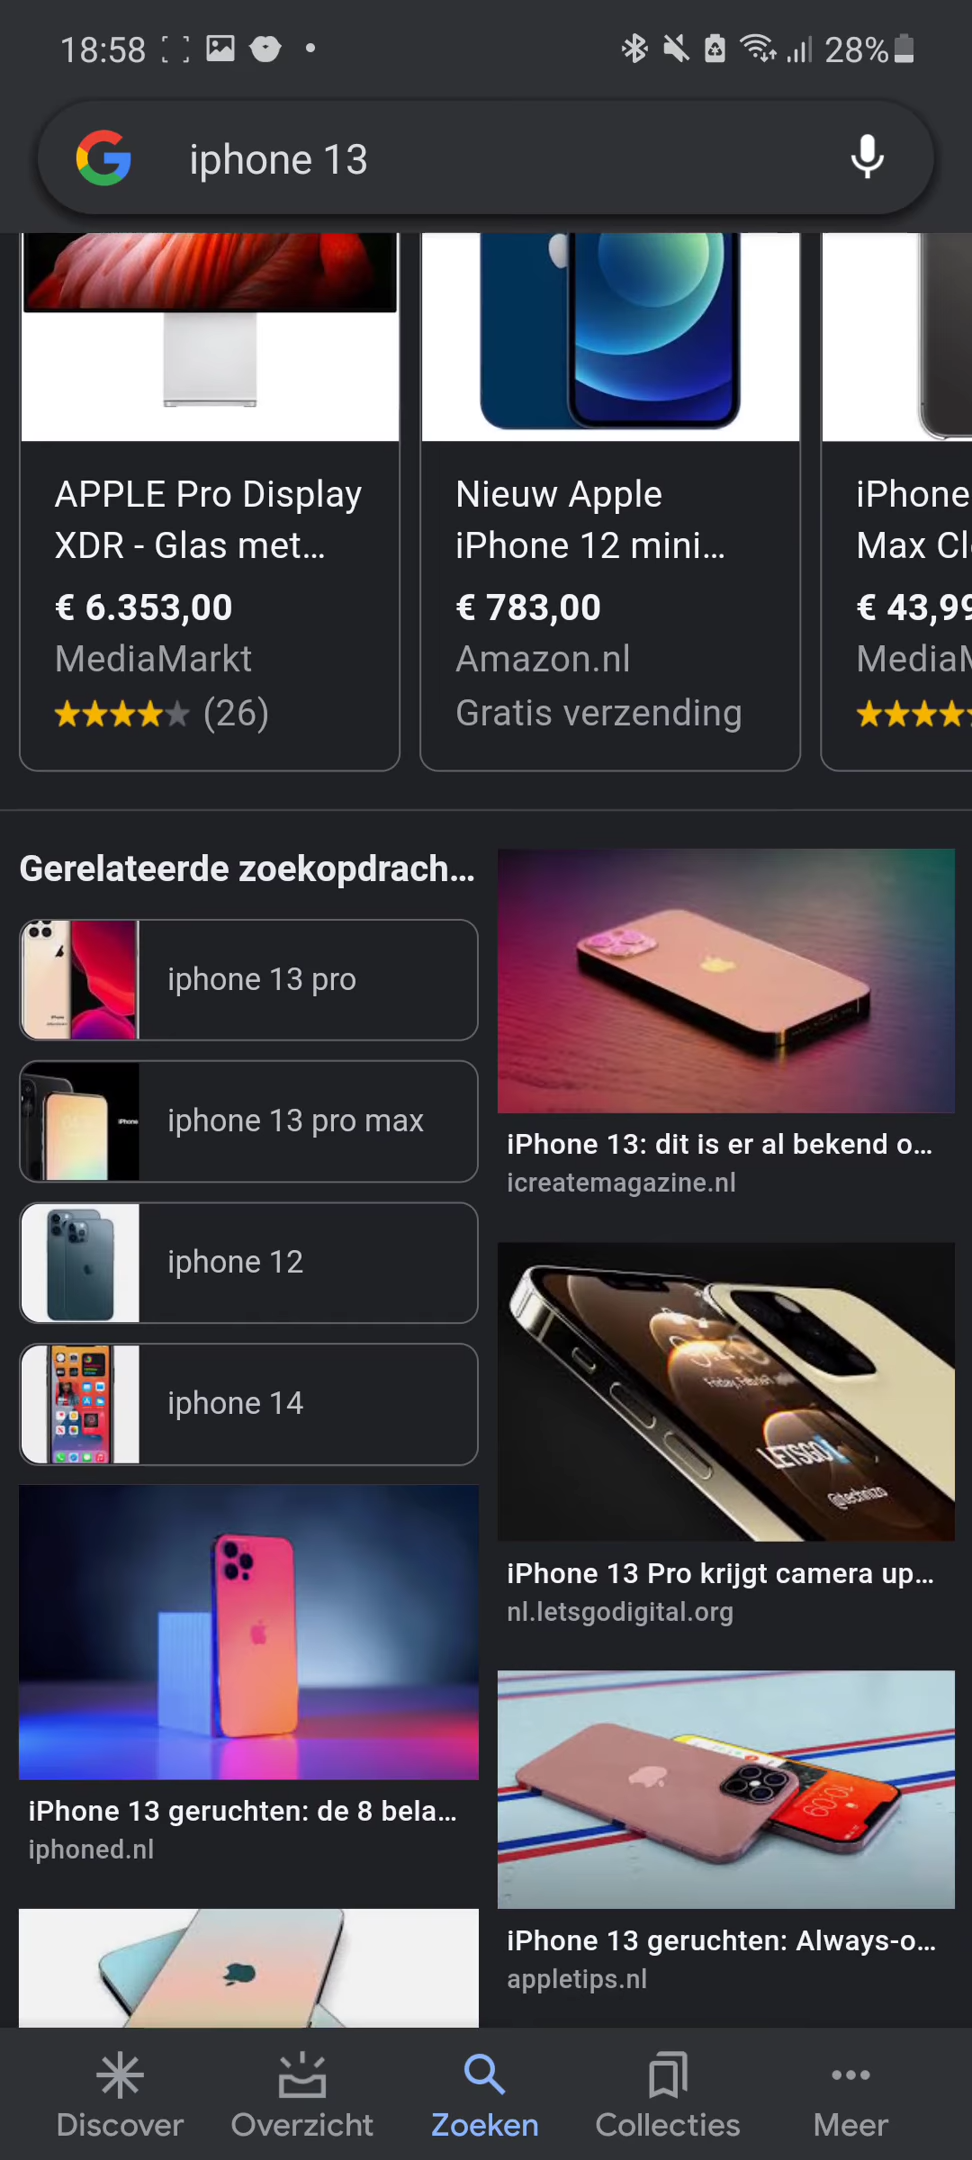 18:58
28%
iphone 13
APPLE Pro Display
XDR - Glas met...
€ 6.353,00
MediaMarkt
(26)
Nieuw Apple
iPhone 12 mini...
€ 783,00
Amazon.nl
Gratis verzending
iPhone
Max Cl
€ 43,99
MediaM
Gerelateerde zoekopdrach...
iphone 13 pro
iphone 13 pro max
iphone 12
iphone 14
iPhone 13: dit is er al bekend o...
icreatemagazine.nl
LETSGO
@technizo
iPhone 13 Pro krijgt camera up...
nl.letsgodigital.org
iPhone 13 geruchten: de 8 bela...
iphoned.nl
iPhone 13 geruchten: Always-o...
appletips.nl
Discover
Overzicht
Zoeken
Collecties
Meer